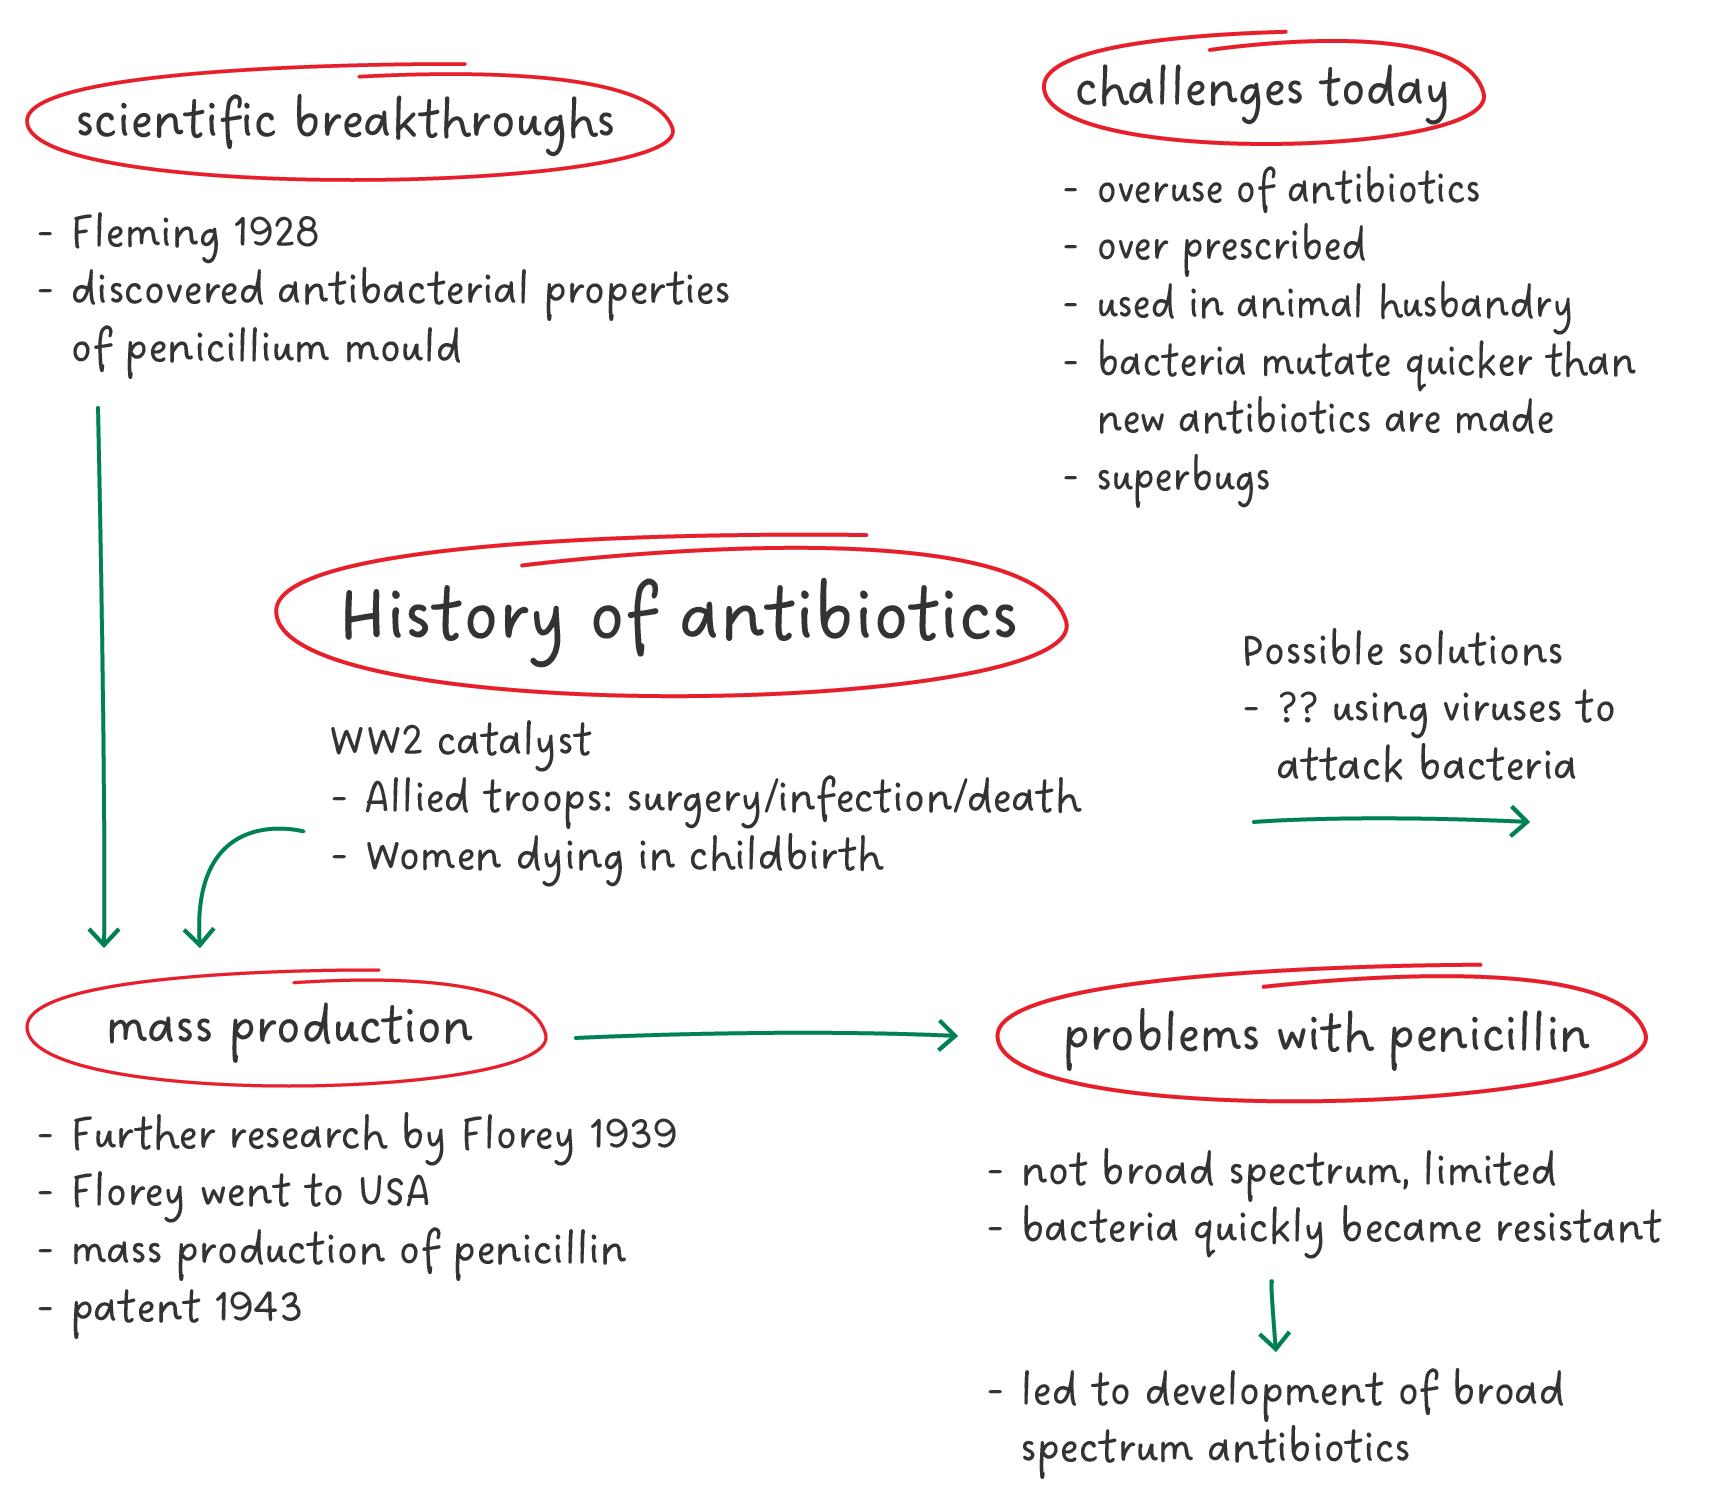 scientific breakthroughs
- Fleming 1928
- discovered antibacterial properties
of penicillium mould
challenges today
- overuse of antibiotics
- over prescribed
- used in animal husbandry
- bacteria mutate quicker than
new antibiotics are made
- superbugs
History of antibiotics
WW2 catalyst
- Allied troops: surgery/infection/death
- Women dying in childbirth
Possible solutions
- ?? using viruses to
attack bacteria
mass production
- Further research by Florey 1939
- Florey went to USA
- mass production of penicillin
- patent 1943
problems with penicillin
- not broad spectrum, limited
- bacteria quickly became resistant
- led to development of broad
spectrum antibiotics